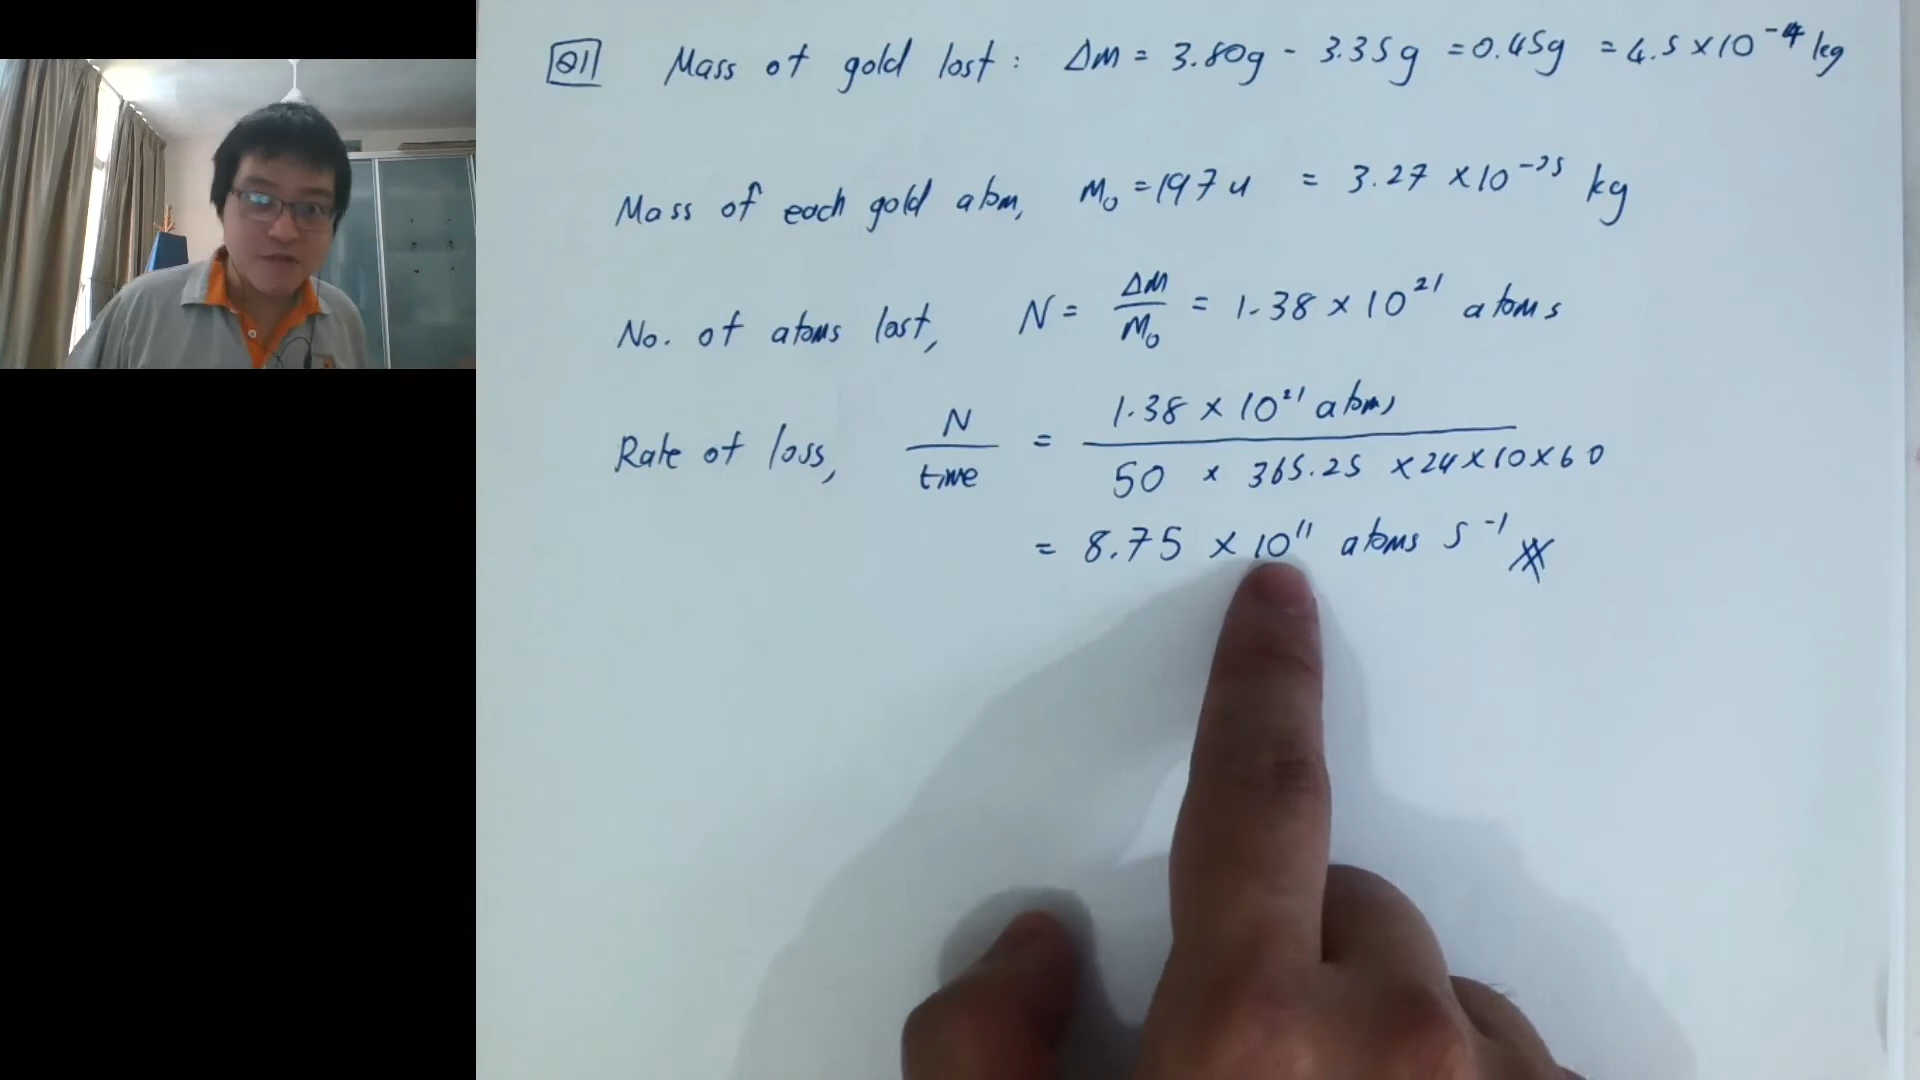 Q1 Mass of gold lost: ΔM = 3.80g - 3.35g = 0.45g = 4.5 × 10⁻⁴ kg
Mass of each gold atom, M₀ = 197 u = 3.27 × 10⁻²⁵ kg
No. of atoms lost, N = ΔM / M₀ = 1.38 × 10²¹ atoms
Rate of loss, N / time = 1.38 × 10²¹ atoms / 50 × 365.25 × 24 × 10 × 60
= 8.75 × 10¹¹ atoms s⁻¹